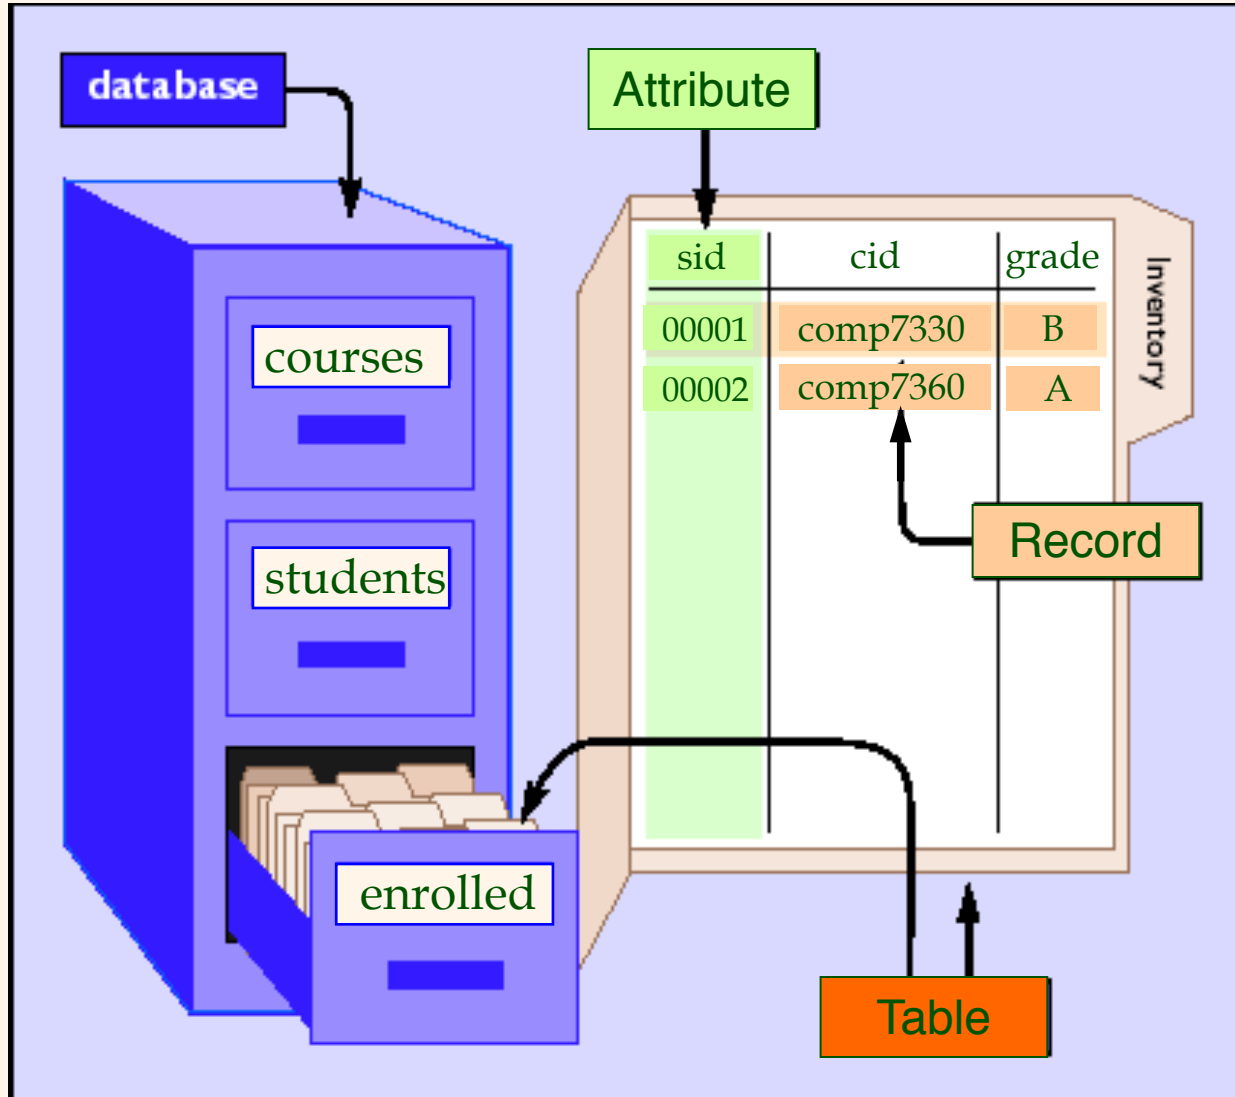 database
Attribute
courses
students
enrolled
sid cid grade
00001 comp7330 B
00002 comp7360 A
Inventory
Record
Table